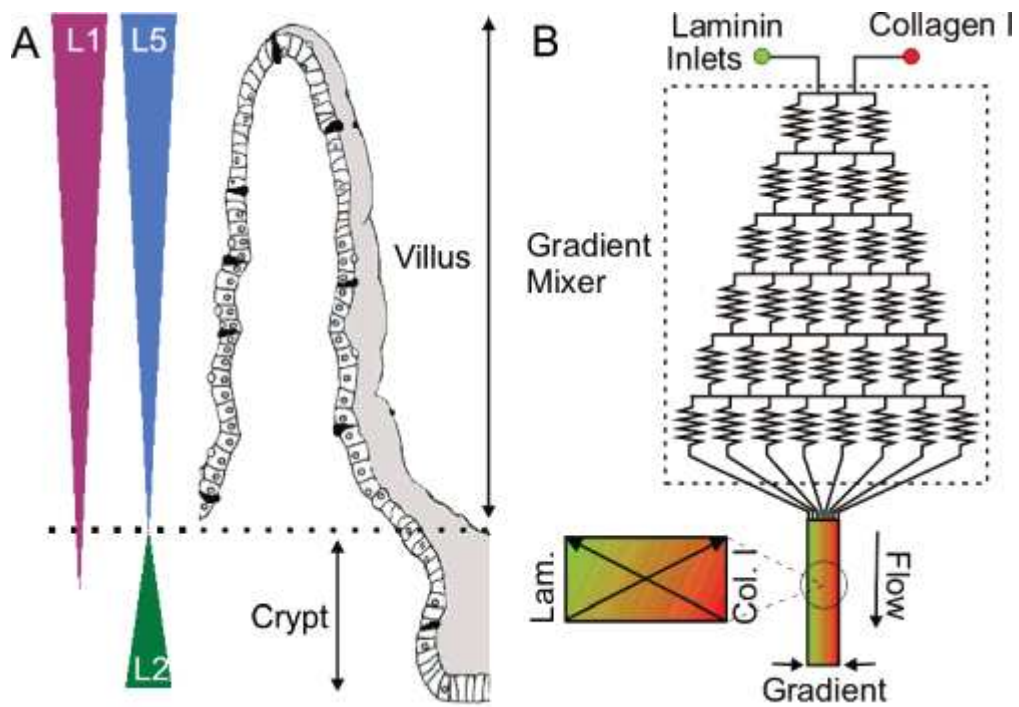 A
L1
L5
Villus
Crypt
L2
B
Laminin
Inlets
Collagen I
Gradient
Mixer
Lam.
Col. I
Flow
Gradient